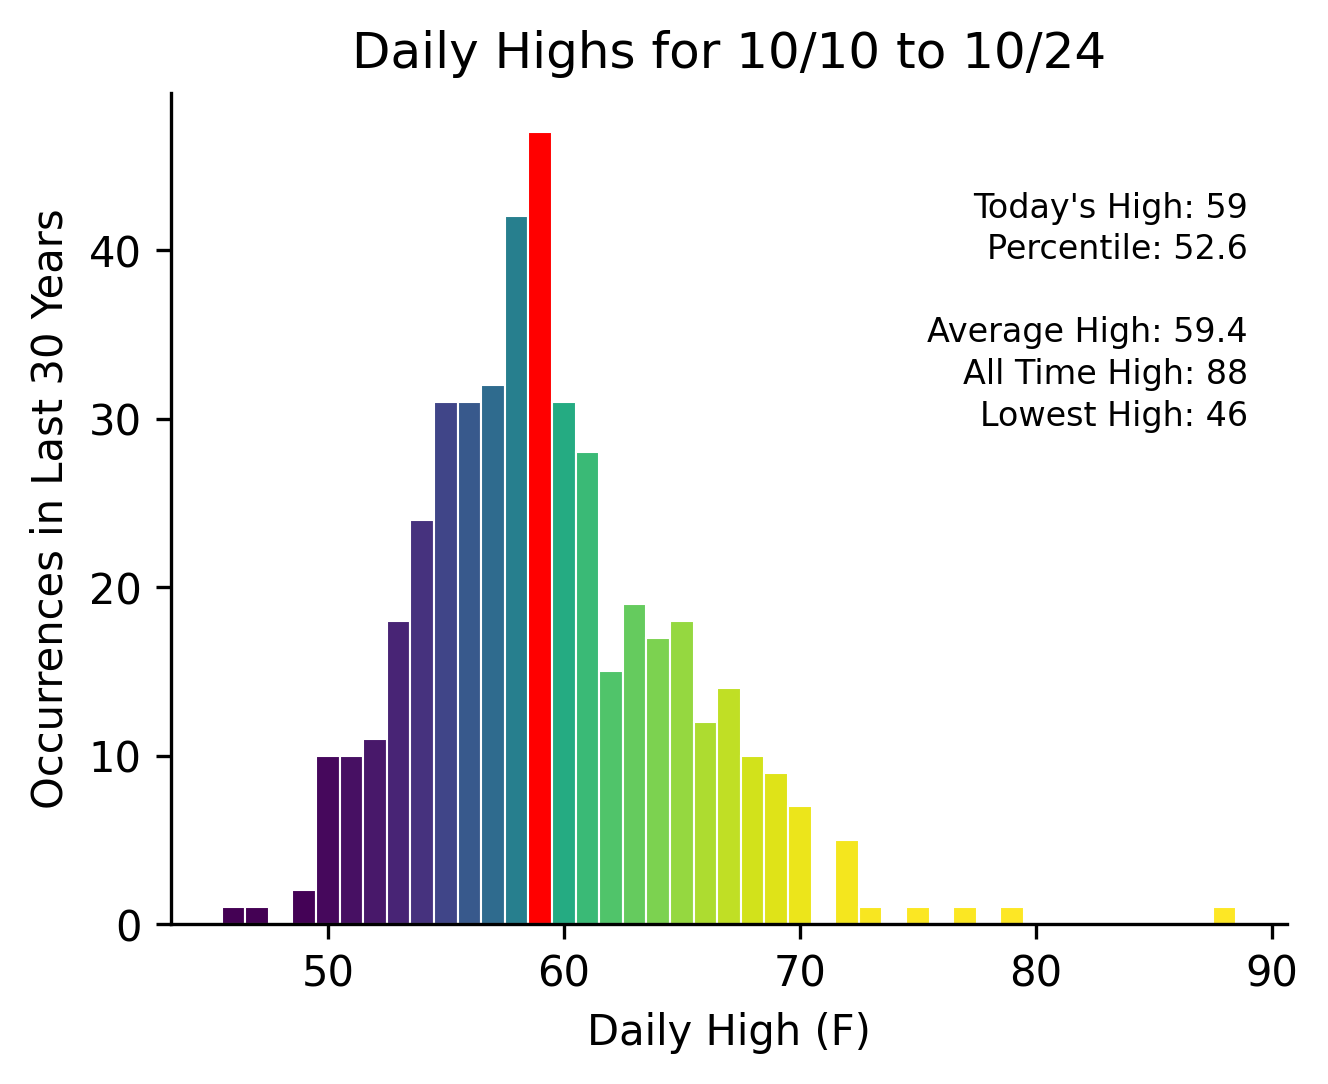 Daily Highs for 10/10 to 10/24
Occurrences in Last 30 Years
40
30
20
10
0
Today's High: 59
Percentile: 52.6
Average High: 59.4
All Time High: 88
Lowest High: 46
50 60 70 80 90
Daily High (F)